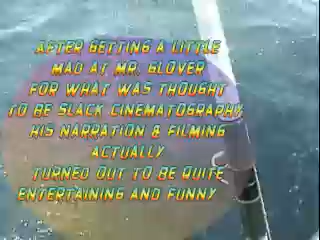 AFTER GETTING A LITTLE
MAD AT MR. GLOVER
FOR WHAT WAS THOUGHT
TO BE SLACK CINEMATOGRAPHY
HIS NARRATION & FILMING
ACTUALLY
TURNED OUT TO BE QUITE
ENTERTAINING AND FUNNY